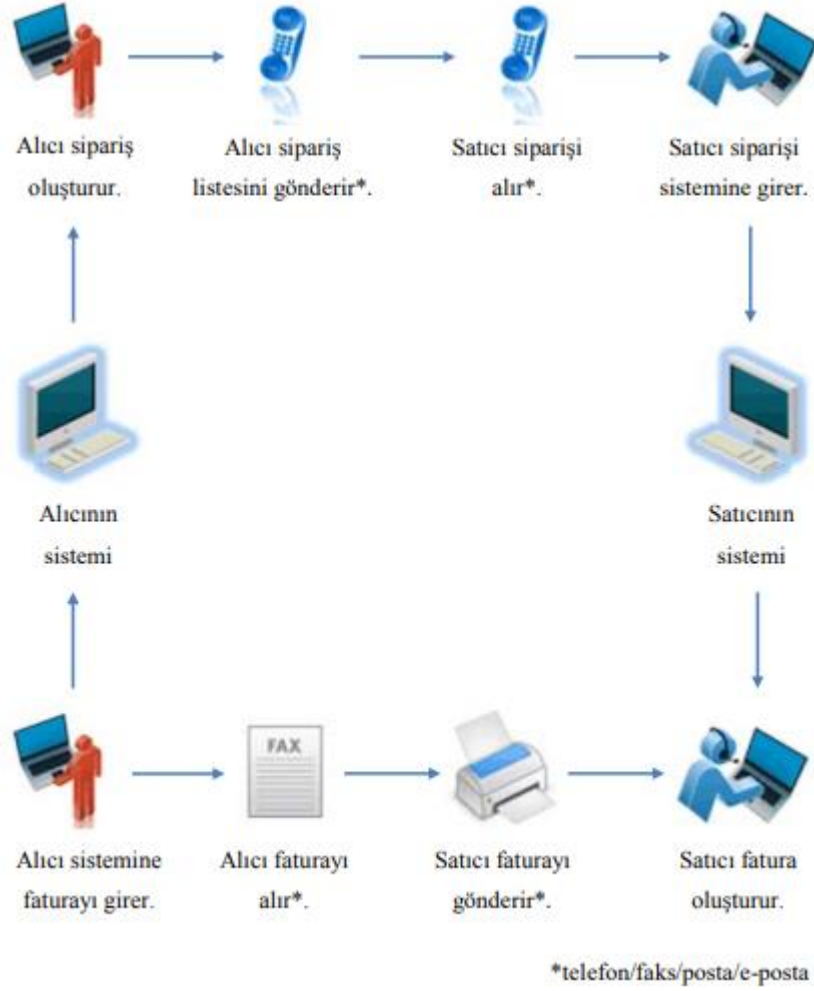 Alıcı sipariş
oluşturur.
Alıcı sipariş
listesini gönderir*.
Satıcı siparişi
alır*.
Satıcı siparişi
sistemine girer.
Alıcının
sistemi
Satıcının
sistemi
FAX
Alıcı sistemine
faturayı girer.
Alıcı faturayı
alır*.
Satıcı faturayı
gönderir*.
Satıcı fatura
oluşturur.
*telefon/faks/posta/e-posta